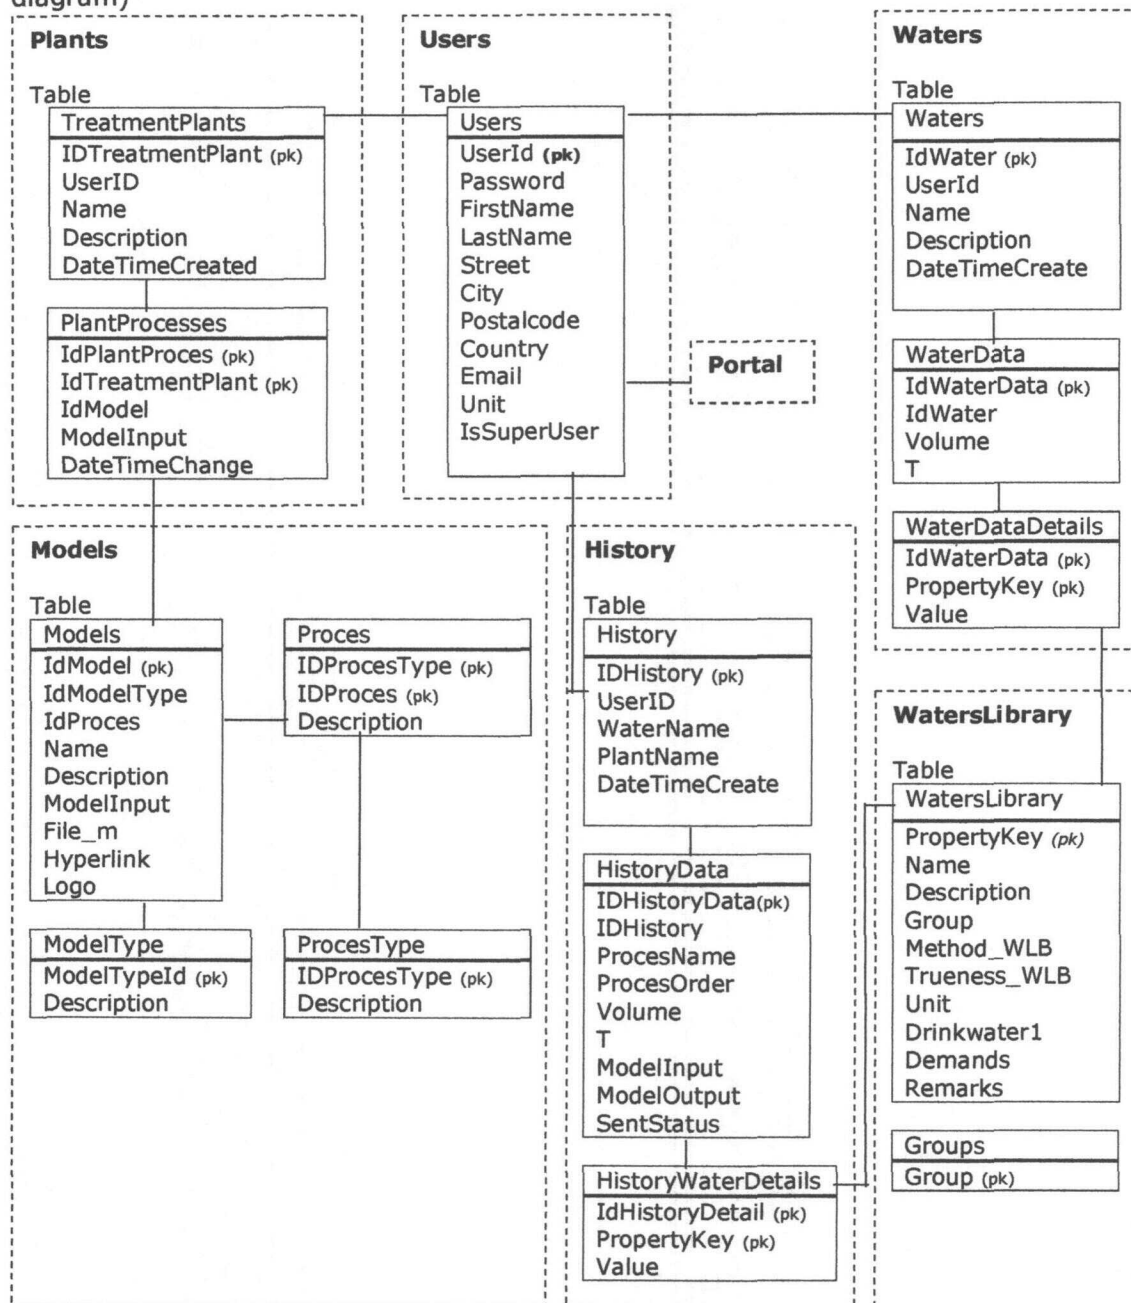 diagram)
Plants
Table
TreatmentPlants
IDTreatmentPlant (pk)
UserID
Name
Description
DateTimeCreated
PlantProcesses
IdPlantProces (pk)
IdTreatmentPlant (pk)
IdModel
ModelInput
DateTimeChange
Users
Table
Users
UserId (pk)
Password
FirstName
LastName
Street
City
Postalcode
Country
Email
Unit
IsSuperUser
Portal
Waters
Table
Waters
IdWater (pk)
UserId
Name
Description
DateTimeCreate
WaterData
IdWaterData (pk)
IdWater
Volume
T
WaterDataDetails
IdWaterData (pk)
PropertyKey (pk)
Value
Models
Table
Models
IdModel (pk)
IdModelType
IdProces
Name
Description
ModelInput
File_m
Hyperlink
Logo
ModelType
ModelTypeId (pk)
Description
Proces
IDProcesType (pk)
IDProces (pk)
Description
ProcesType
IDProcesType (pk)
Description
History
Table
History
IDHistory (pk)
UserID
WaterName
PlantName
DateTimeCreate
HistoryData
IDHistoryData(pk)
IDHistory
ProcesName
ProcesOrder
Volume
T
ModelInput
ModelOutput
SentStatus
HistoryWaterDetails
IdHistoryDetail (pk)
PropertyKey (pk)
Value
WatersLibrary
Table
WatersLibrary
PropertyKey (pk)
Name
Description
Group
Method_WLB
Trueness_WLB
Unit
Drinkwater1
Demands
Remarks
Groups
Group (pk)